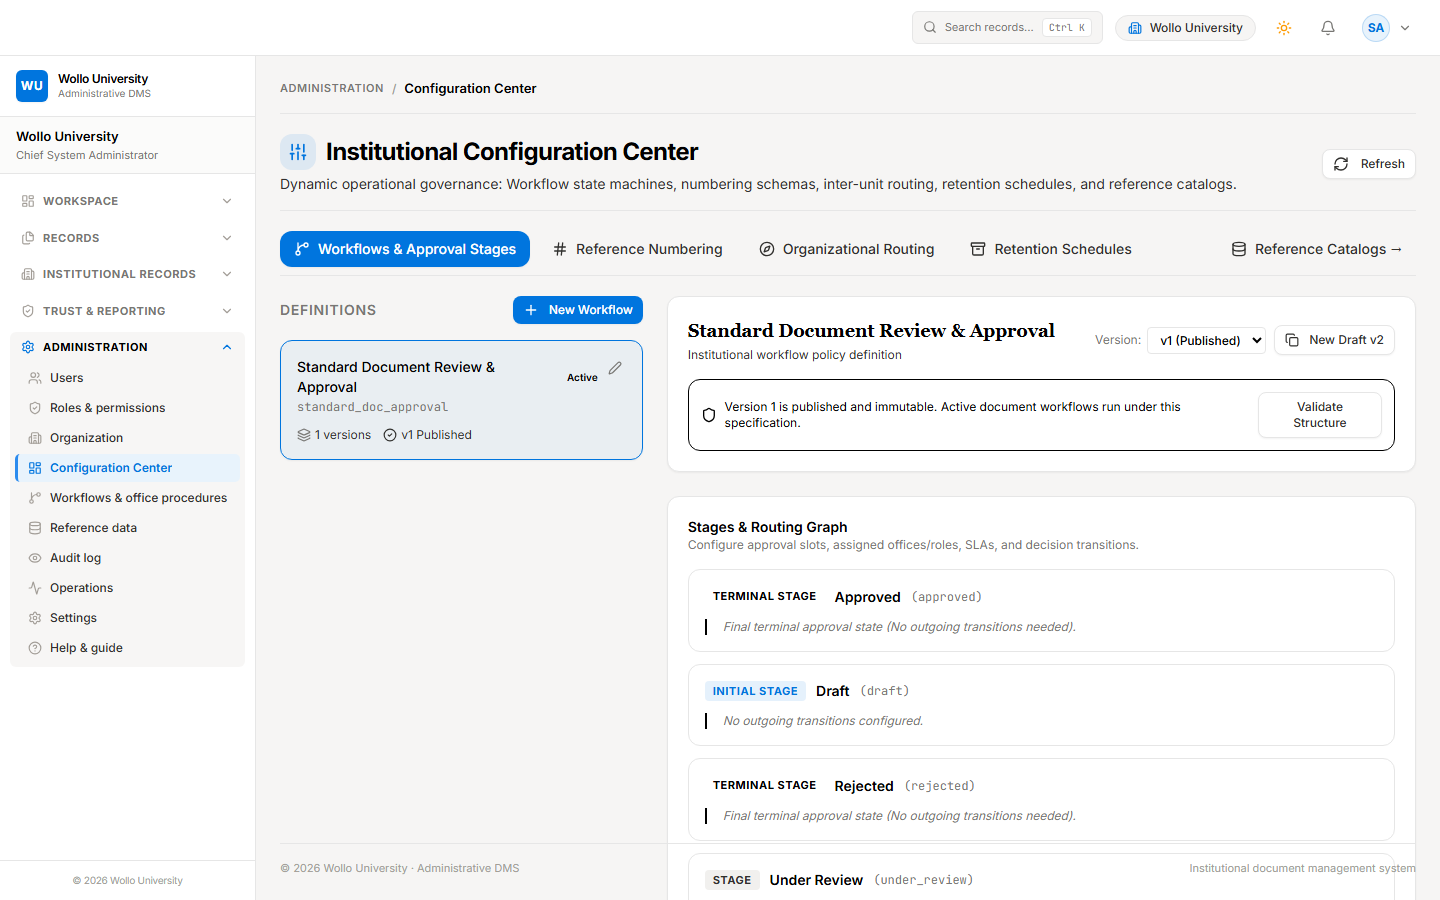 Search records...
Ctrl K
Wollo University
SA
WU
Wollo University
Administrative DMS
Wollo University
Chief System Administrator
WORKSPACE
RECORDS
INSTITUTIONAL RECORDS
TRUST & REPORTING
ADMINISTRATION
Users
Roles & permissions
Organization
Configuration Center
Workflows & office procedures
Reference data
Audit log
Operations
Settings
Help & guide
© 2026 Wollo University
ADMINISTRATION / Configuration Center
Institutional Configuration Center
Dynamic operational governance: Workflow state machines, numbering schemas, inter-unit routing, retention schedules, and reference catalogs.
Refresh
Workflows & Approval Stages
Reference Numbering
Organizational Routing
Retention Schedules
Reference Catalogs →
DEFINITIONS
New Workflow
Standard Document Review &
Approval
Active
standard_doc_approval
1 versions
v1 Published
Standard Document Review & Approval
Institutional workflow policy definition
Version:
v1 (Published)
New Draft v2
Version 1 is published and immutable. Active document workflows run under this
specification.
Validate
Structure
Stages & Routing Graph
Configure approval slots, assigned offices/roles, SLAs, and decision transitions.
TERMINAL STAGE Approved (approved)
Final terminal approval state (No outgoing transitions needed).
INITIAL STAGE Draft (draft)
No outgoing transitions configured.
TERMINAL STAGE Rejected (rejected)
Final terminal approval state (No outgoing transitions needed).
STAGE Under Review (under_review)
© 2026 Wollo University · Administrative DMS
Institutional document management system